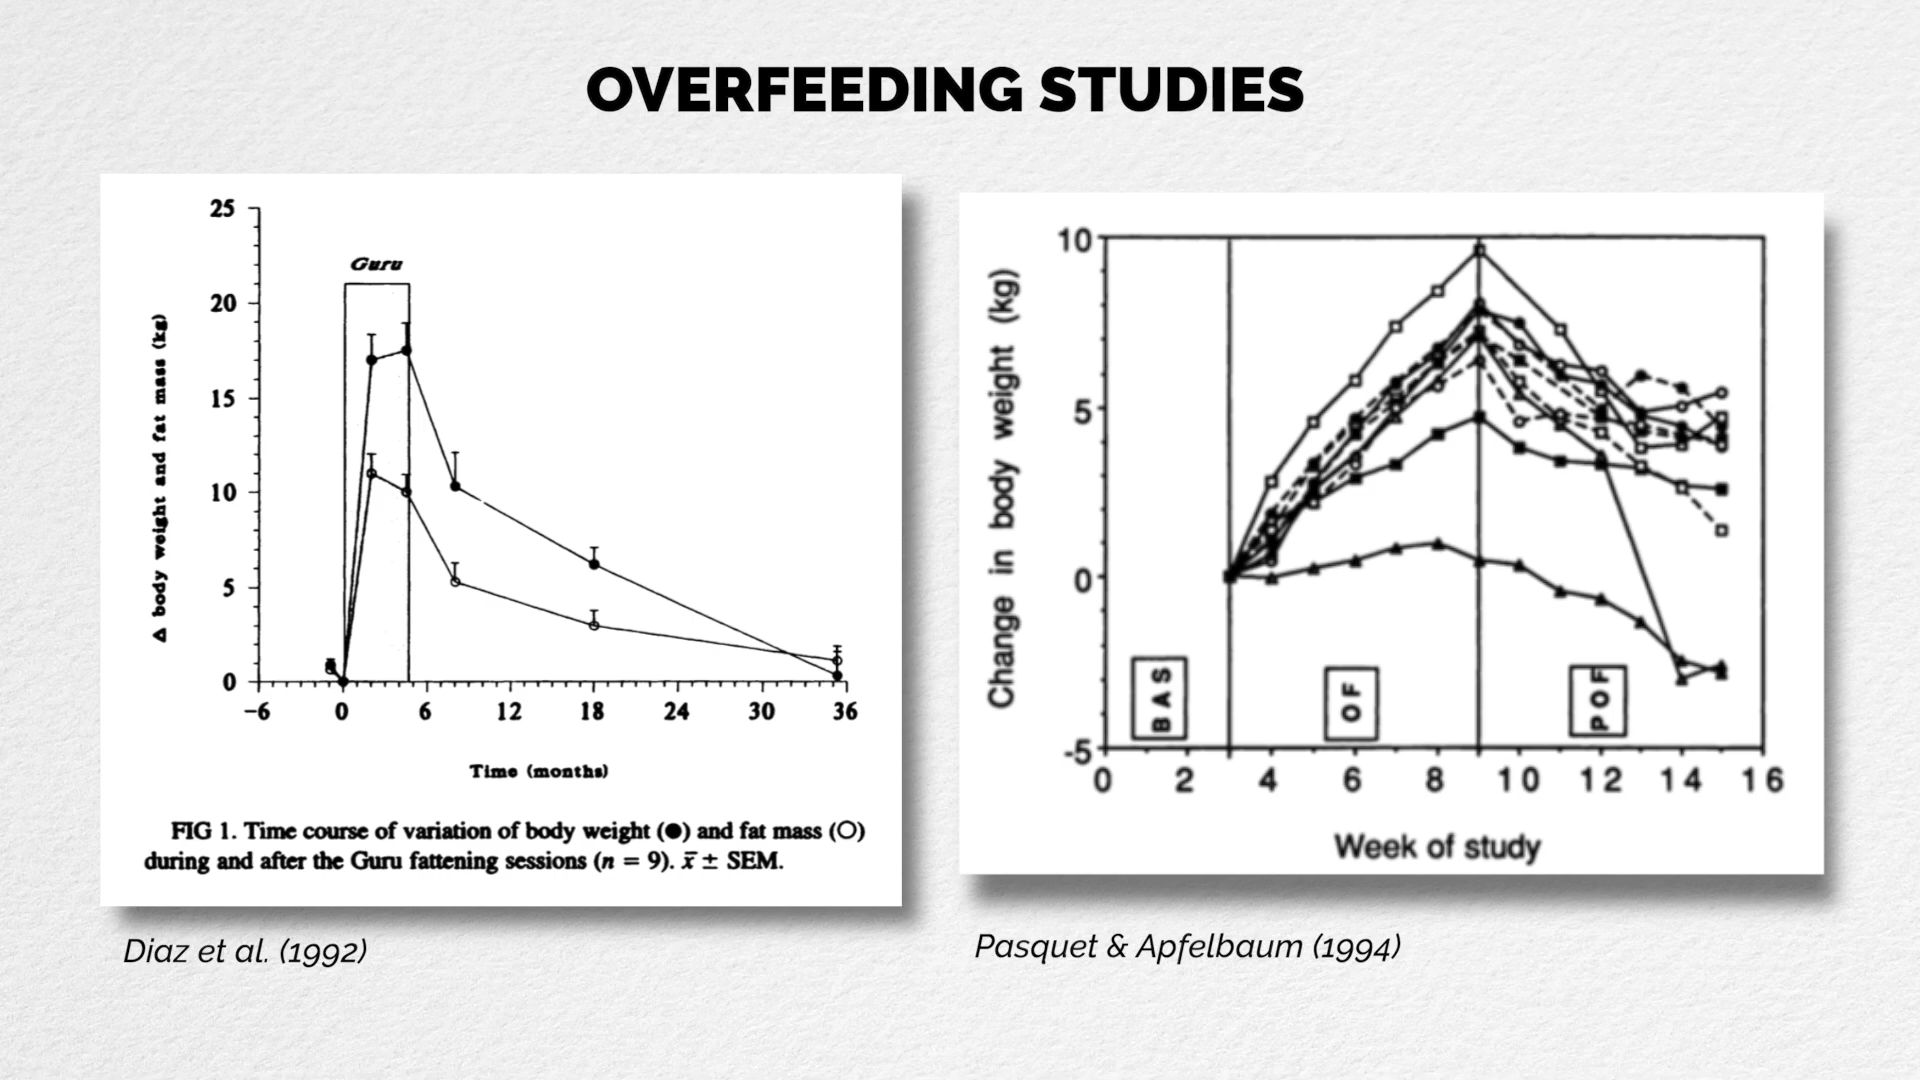 OVERFEEDING STUDIES
25
20
15
10
5
0
Δ body weight and fat mass (kg)
Guru
−6 0 6 12 18 24 30 36
Time (months)
FIG 1. Time course of variation of body weight (●) and fat mass (○)
during and after the Guru fattening sessions (n = 9). x̄ ± SEM.
Diaz et al. (1992)
10
5
0
-5
Change in body weight (kg)
BAS
OF
POF
0 2 4 6 8 10 12 14 16
Week of study
Pasquet & Apfelbaum (1994)